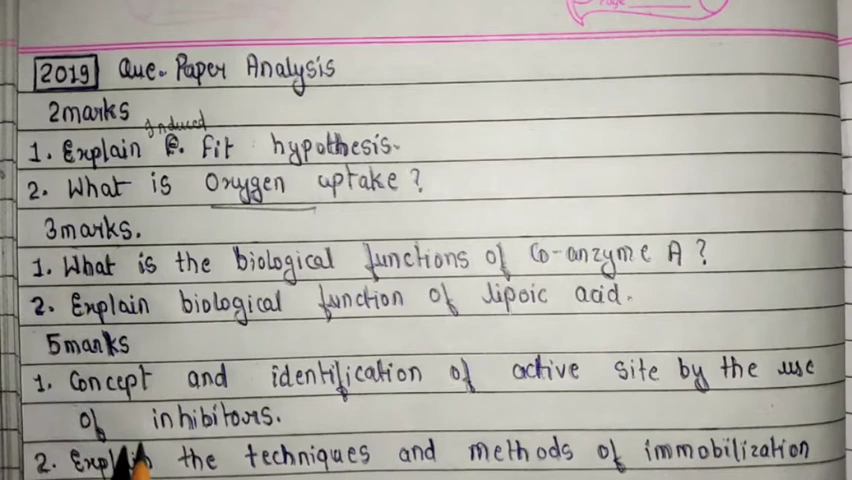 Page
2019 Que. Paper Analysis
2marks
Induced
1. Explain E. fit hypothesis.
2. What is Oxygen uptake?
3marks.
1. What is the biological functions of Co-anzyme A?
2. Explain biological function of lipoic acid.
5marks
1. Concept and identification of active site by the use
of inhibitors.
2. Explain the techniques and methods of immobilization